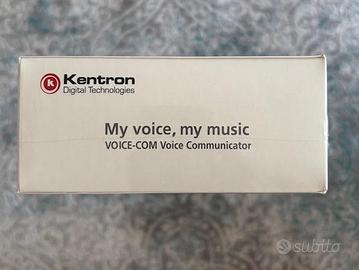 k Kentron
Digital Technologies
My voice, my music
VOICE-COM Voice Communicator
subito